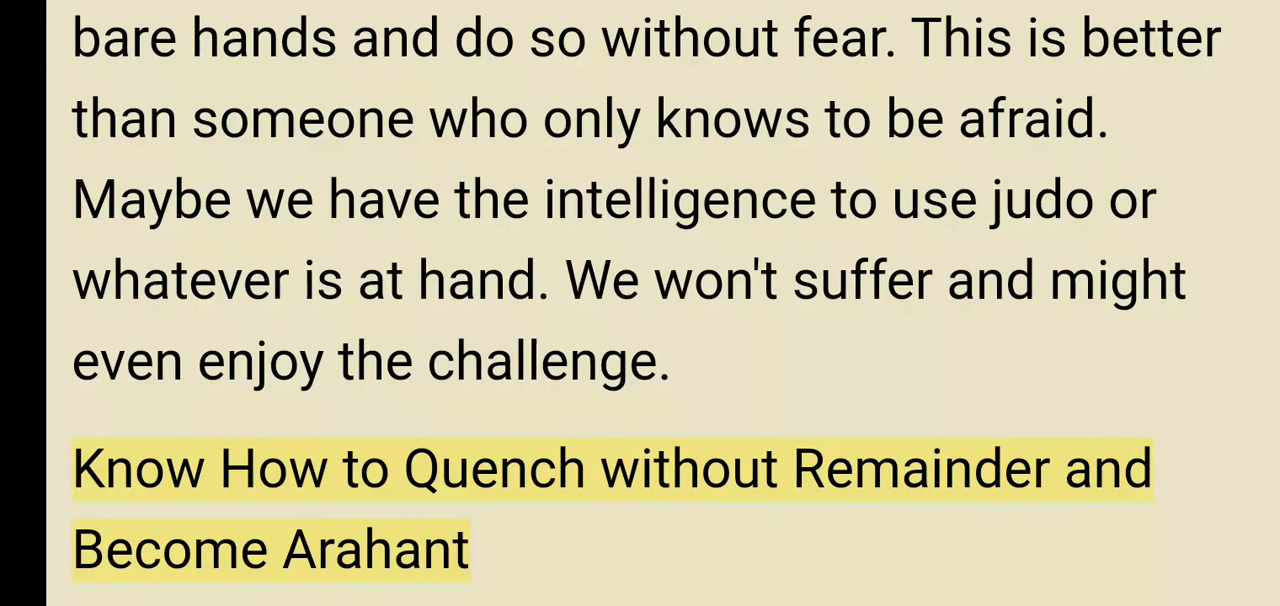 bare hands and do so without fear. This is better
than someone who only knows to be afraid.
Maybe we have the intelligence to use judo or
whatever is at hand. We won't suffer and might
even enjoy the challenge.
Know How to Quench without Remainder and
Become Arahant